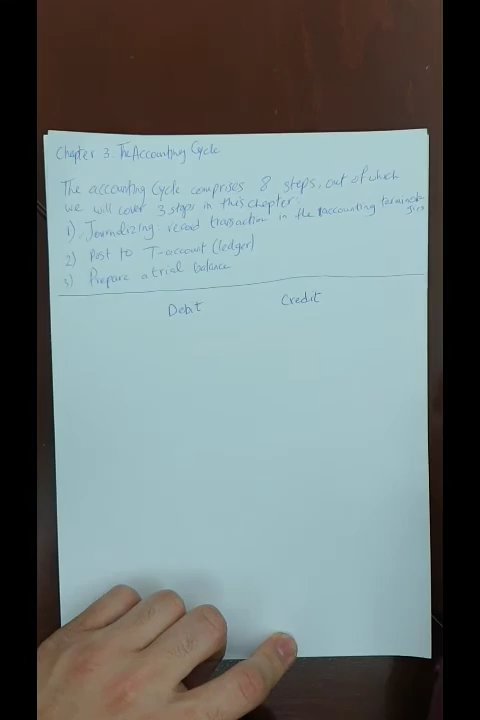 Chapter 3: The Accounting Cycle
The accounting cycle comprises 8 steps, out of which
we will cover 3 steps in this chapter:
1) Journalizing record transaction in the accounting
2) Post to T-account (ledger)
3) Prepare a trial balance
Debit Credit